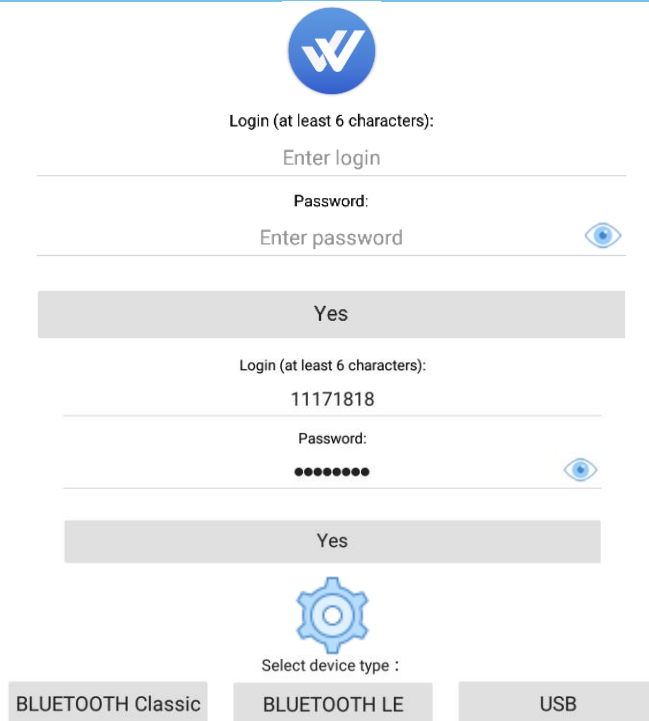 Login (at least 6 characters):
Enter login
Password:
Enter password
Yes
Login (at least 6 characters):
11171818
Password:
●●●●●●●●
Yes
Select device type：
BLUETOOTH Classic BLUETOOTH LE USB